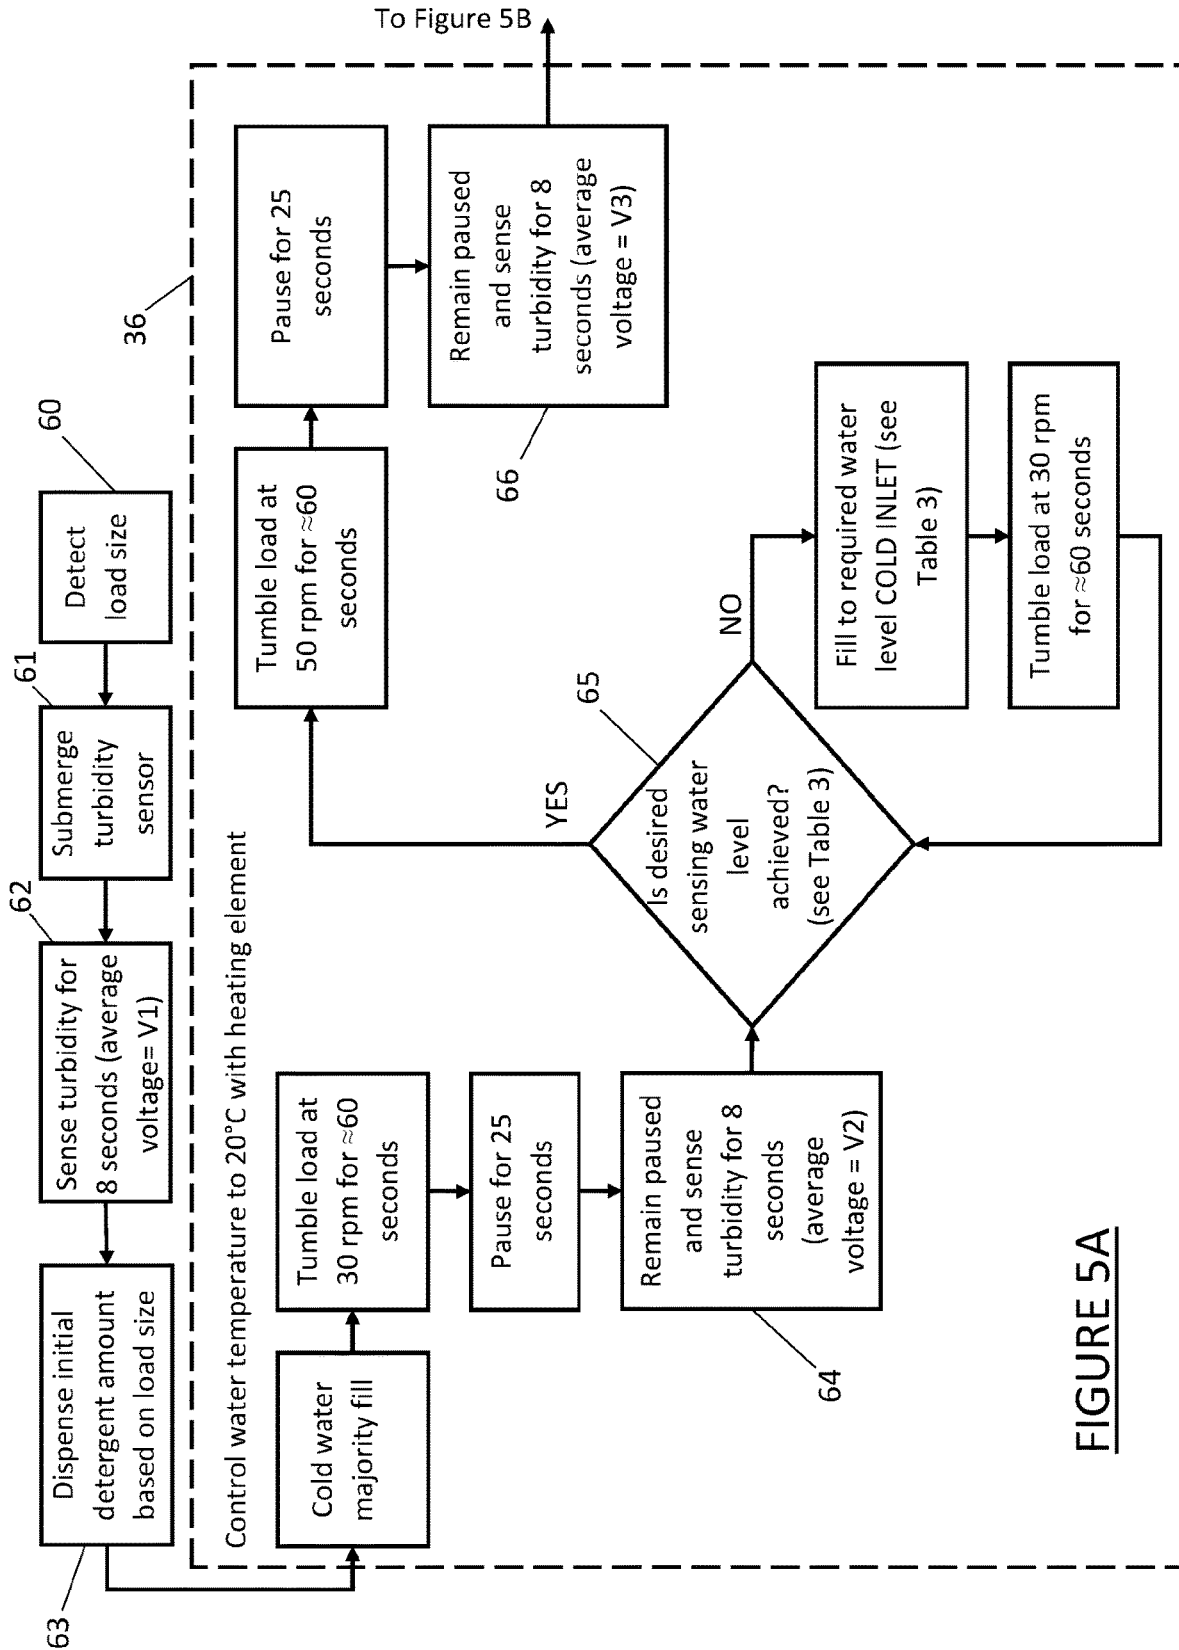 60
Detect
load size
61
Submerge
turbidity
sensor
62
Sense turbidity for
8 seconds (average
voltage= V1)
63
Dispense initial
detergent amount
based on load size
36
Control water temperature to 20°C with heating element
Cold water
majority fill
Tumble load at
30 rpm for ≈60
seconds
Pause for 25
seconds
Remain paused
and sense
turbidity for 8
seconds
(average
voltage = V2)
64
65
Is desired
sensing water
level
achieved?
(see Table 3)
NO
Fill to required water
level COLD INLET (see
Table 3)
Tumble load at 30 rpm
for ≈60 seconds
YES
Tumble load at
50 rpm for ≈60
seconds
Pause for 25
seconds
Remain paused
and sense
turbidity for 8
seconds (average
voltage = V3)
66
To Figure 5B
FIGURE 5A